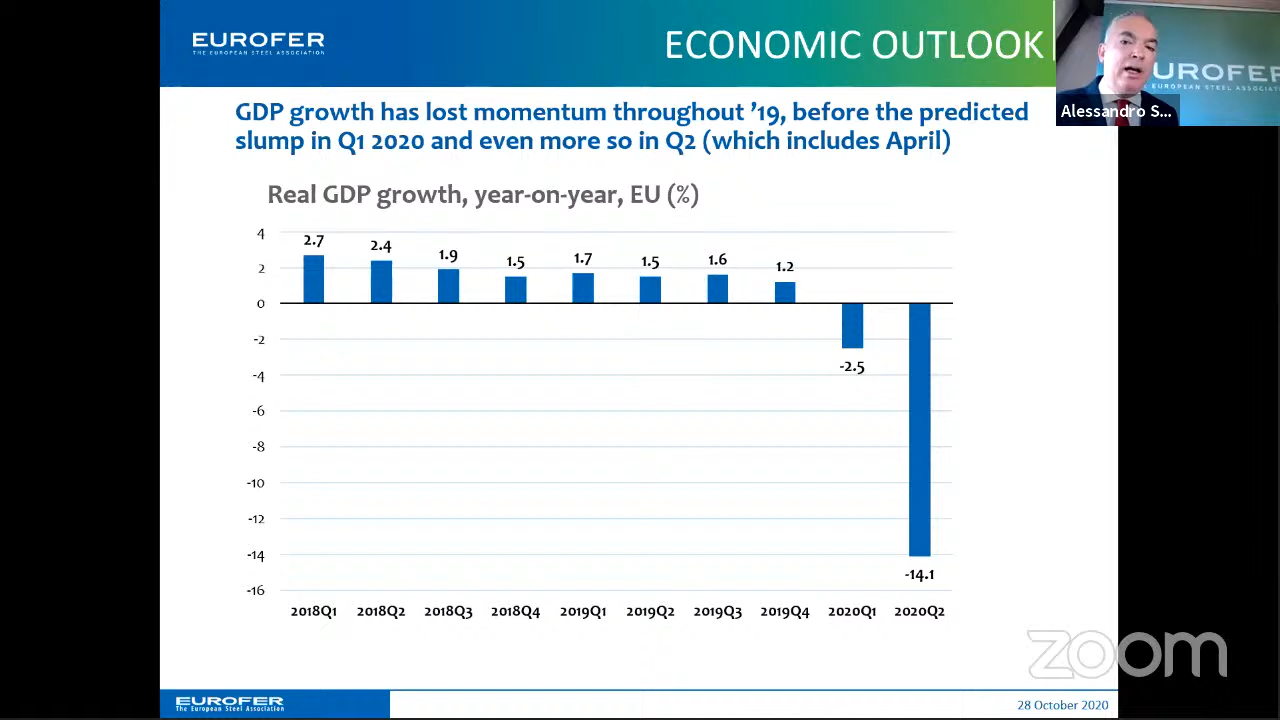 EUROFER
THE EUROPEAN STEEL ASSOCIATION
ECONOMIC OUTLOOK
UROFER
EUROPEAN STEEL ASSOCIA
Alessandro S...
GDP growth has lost momentum throughout ’19, before the predicted
slump in Q1 2020 and even more so in Q2 (which includes April)
Real GDP growth, year-on-year, EU (%)
4
2
0
-2
-4
-6
-8
-10
-12
-14
-16
2.7
2.4
1.9
1.5
1.7
1.5
1.6
1.2
-2.5
-14.1
2018Q1 2018Q2 2018Q3 2018Q4 2019Q1 2019Q2 2019Q3 2019Q4 2020Q1 2020Q2
zoom
EUROFER
The European Steel Association
28 October 2020